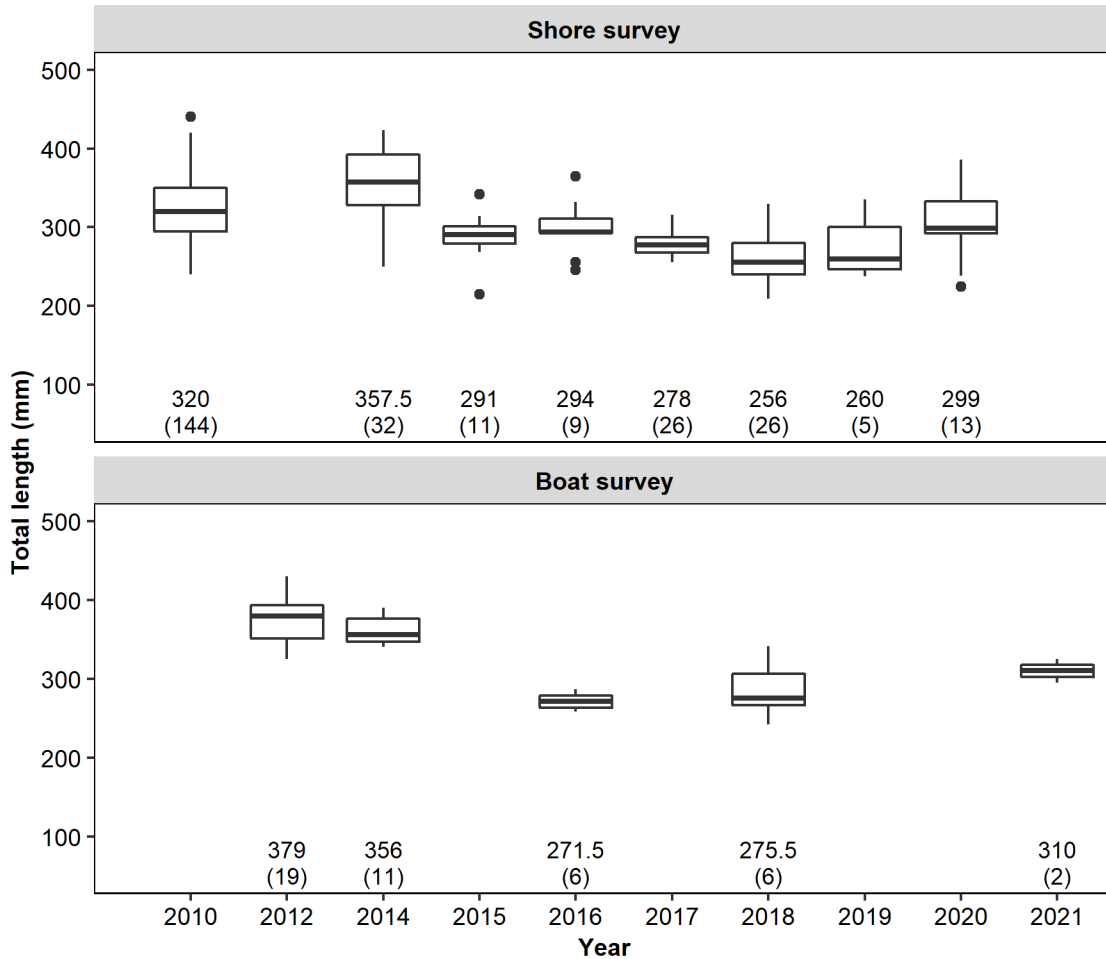 Shore survey
500
400
300
200
100
320 357.5 291 294 278 256 260 299
(144) (32) (11) (9) (26) (26) (5) (13)
Total length (mm)
Boat survey
500
400
300
200
100
379 356 271.5 275.5 310
(19) (11) (6) (6) (2)
2010 2012 2014 2015 2016 2017 2018 2019 2020 2021
Year